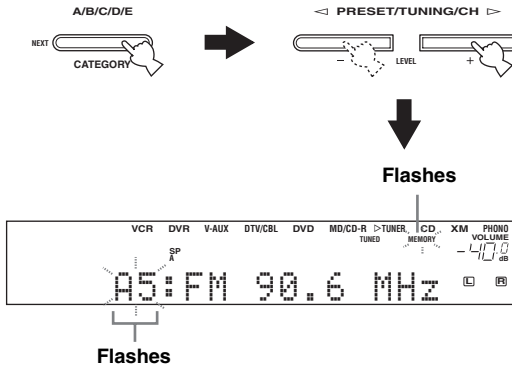 A/B/C/D/E
◁ PRESET/TUNING/CH ▷
NEXT
CATEGORY
– LEVEL +
Flashes
VCR DVR V-AUX DTV/CBL DVD MD/CD-R ▷TUNER CD XM PHONO
TUNED MEMORY VOLUME
SP
A
-40.0 dB
A5:FM 90.6 MHz L R
Flashes